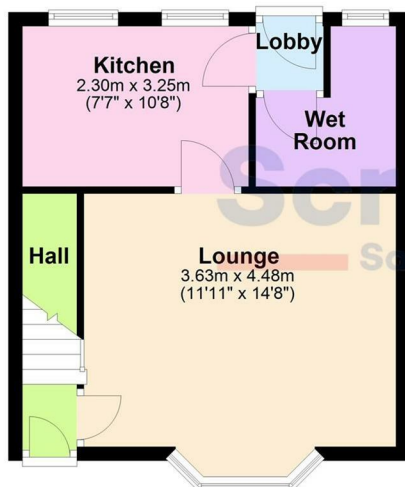 Kitchen
2.30m x 3.25m
(7'7" x 10'8")
Lobby
Wet
Room
Hall
Lounge
3.63m x 4.48m
(11'11" x 14'8")